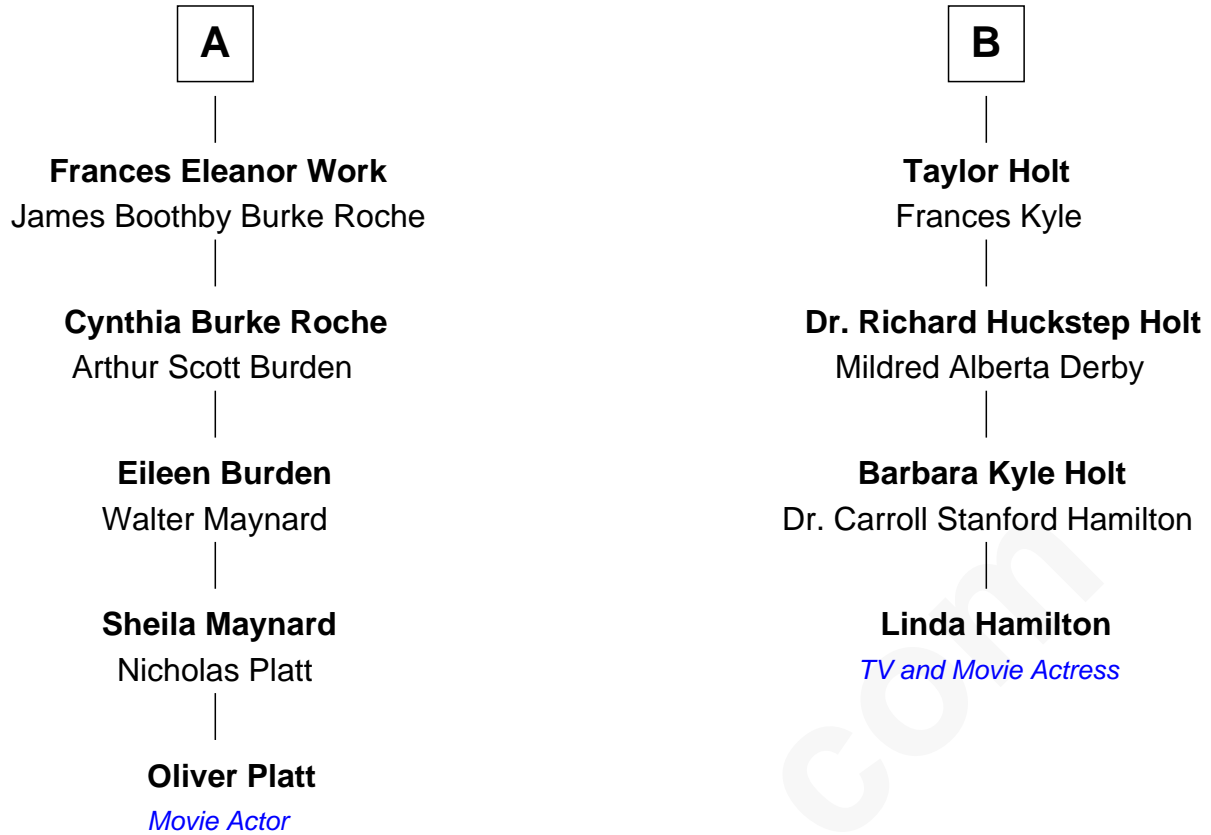 A
Frances Eleanor Work
James Boothby Burke Roche
Cynthia Burke Roche
Arthur Scott Burden
Eileen Burden
Walter Maynard
Sheila Maynard
Nicholas Platt
Oliver Platt
Movie Actor
B
Taylor Holt
Frances Kyle
Dr. Richard Huckstep Holt
Mildred Alberta Derby
Barbara Kyle Holt
Dr. Carroll Stanford Hamilton
Linda Hamilton
TV and Movie Actress
com